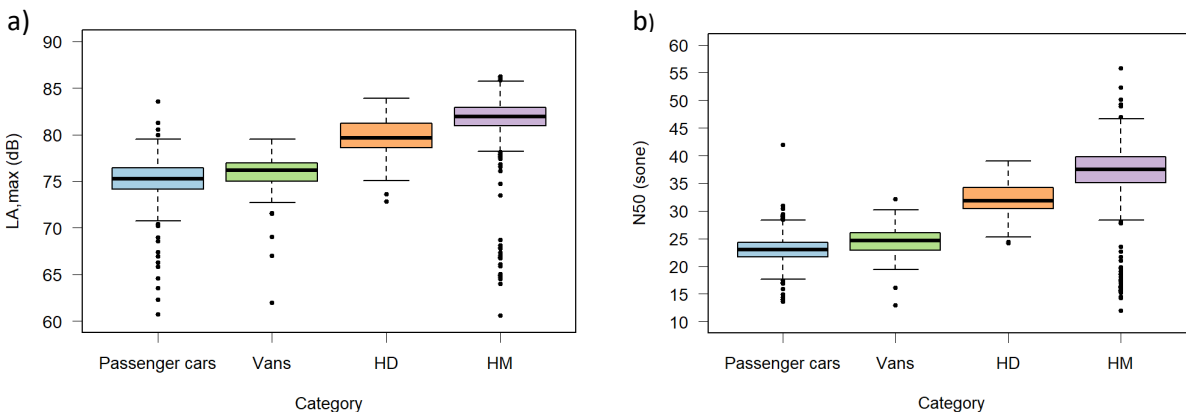 a)
LA,max (dB)
90
85
80
75
70
65
60
Passenger cars
Vans
HD
HM
Category
b)
N50 (sone)
60
55
50
45
40
35
30
25
20
15
10
Passenger cars
Vans
HD
HM
Category